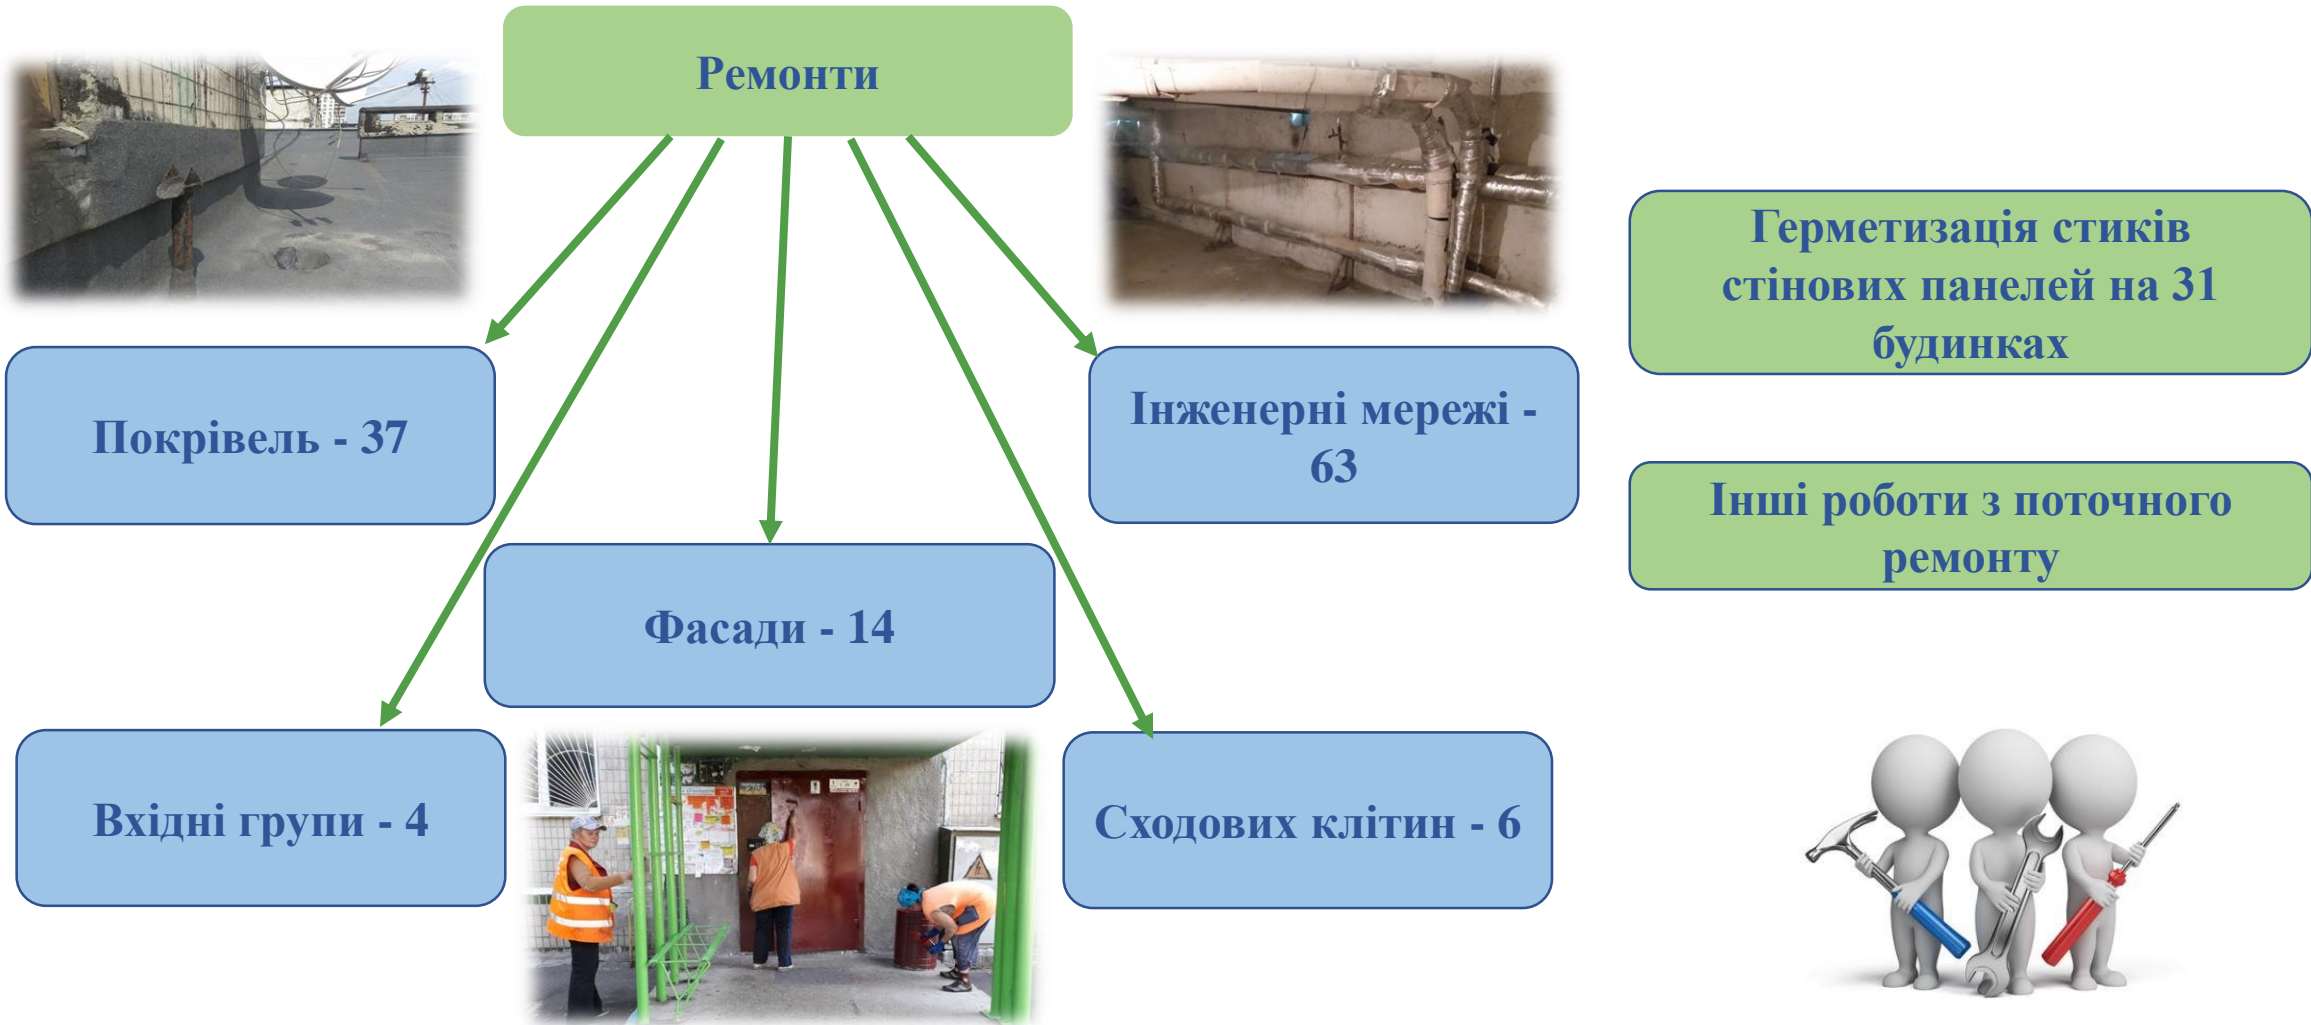 Ремонти
Покрівель - 37
Інженерні мережі -
63
Фасади - 14
Вхідні групи - 4
Сходових клітин - 6
Герметизація стиків
стінових панелей на 31
будинках
Інші роботи з поточного
ремонту